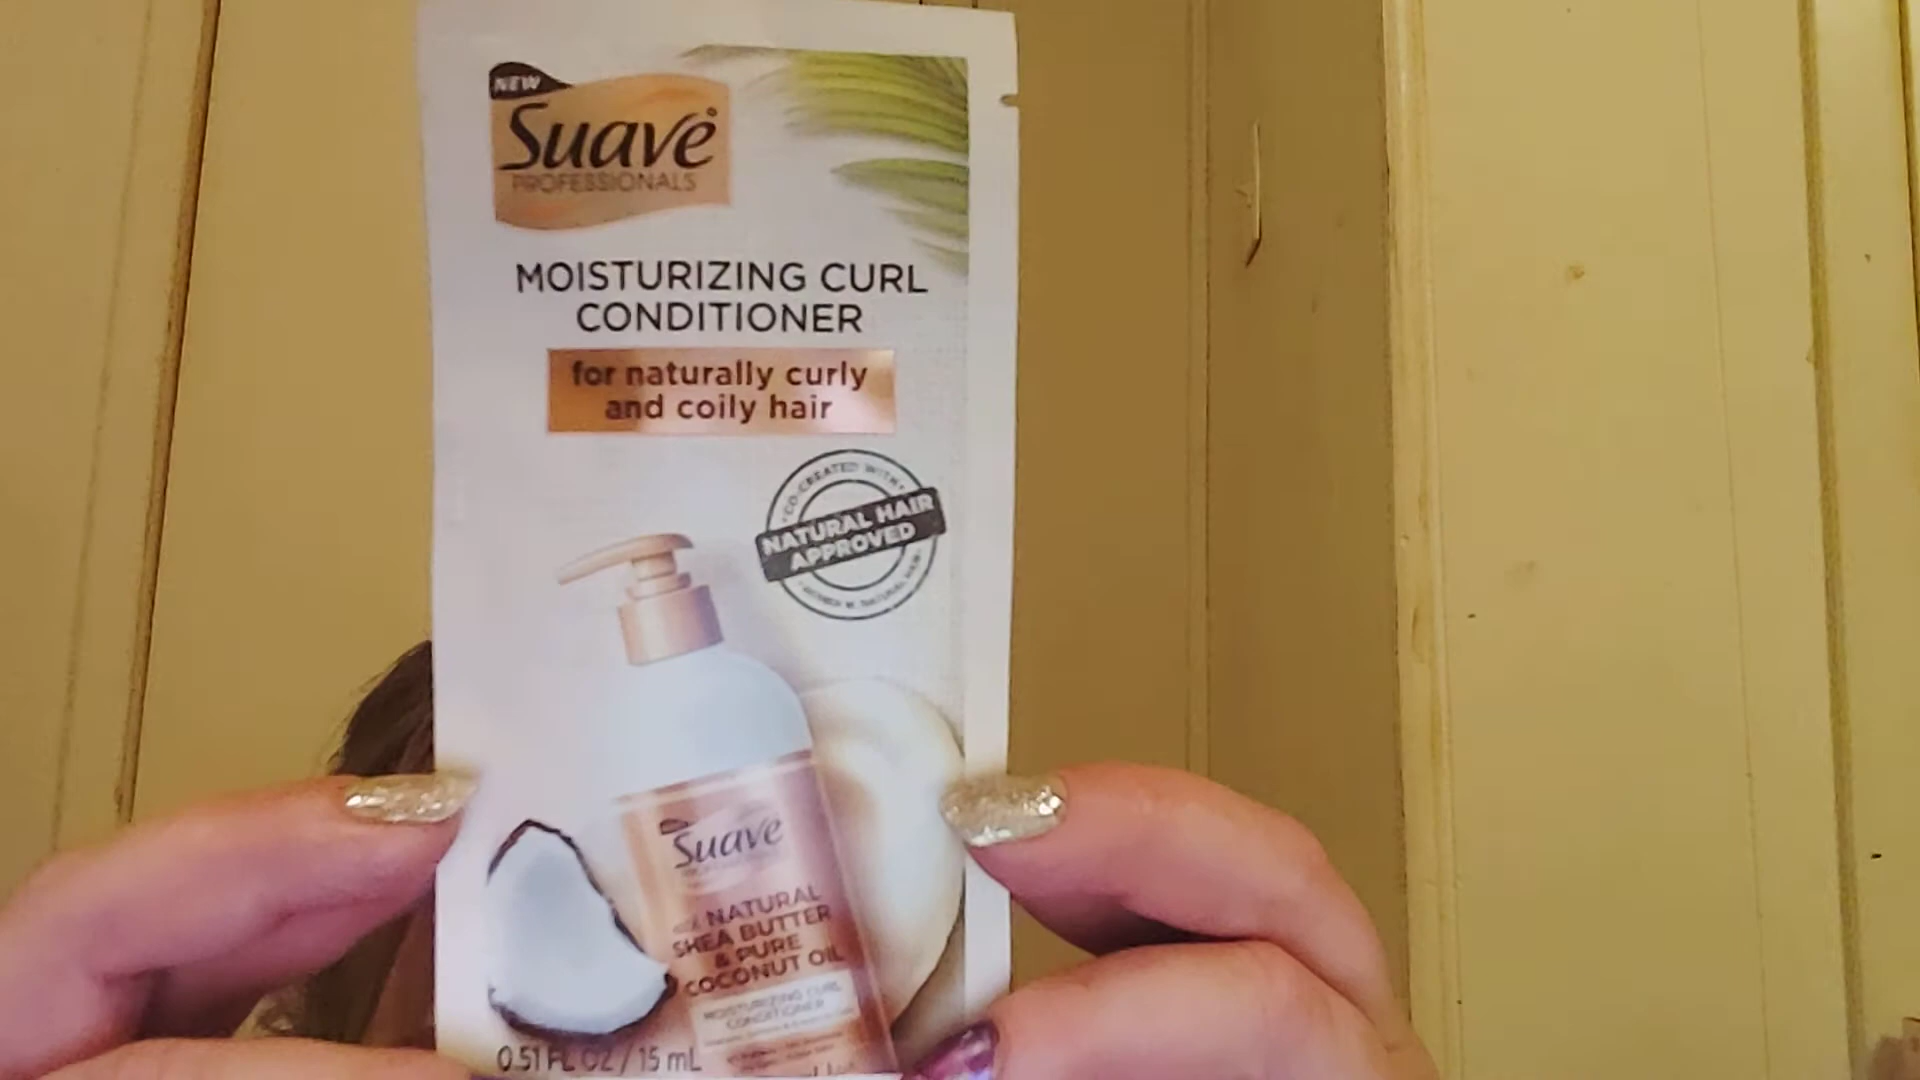 NEW
Suave
PROFESSIONALS
MOISTURIZING CURL
CONDITIONER
for naturally curly
and coily hair
CO-CREATED WITH
NATURAL HAIR
APPROVED
Suave
NATURAL
SHEA BUTTER
& PURE
COCONUT OIL
MOISTURIZING CURL
CONDITIONER
0.51 FL OZ / 15 mL